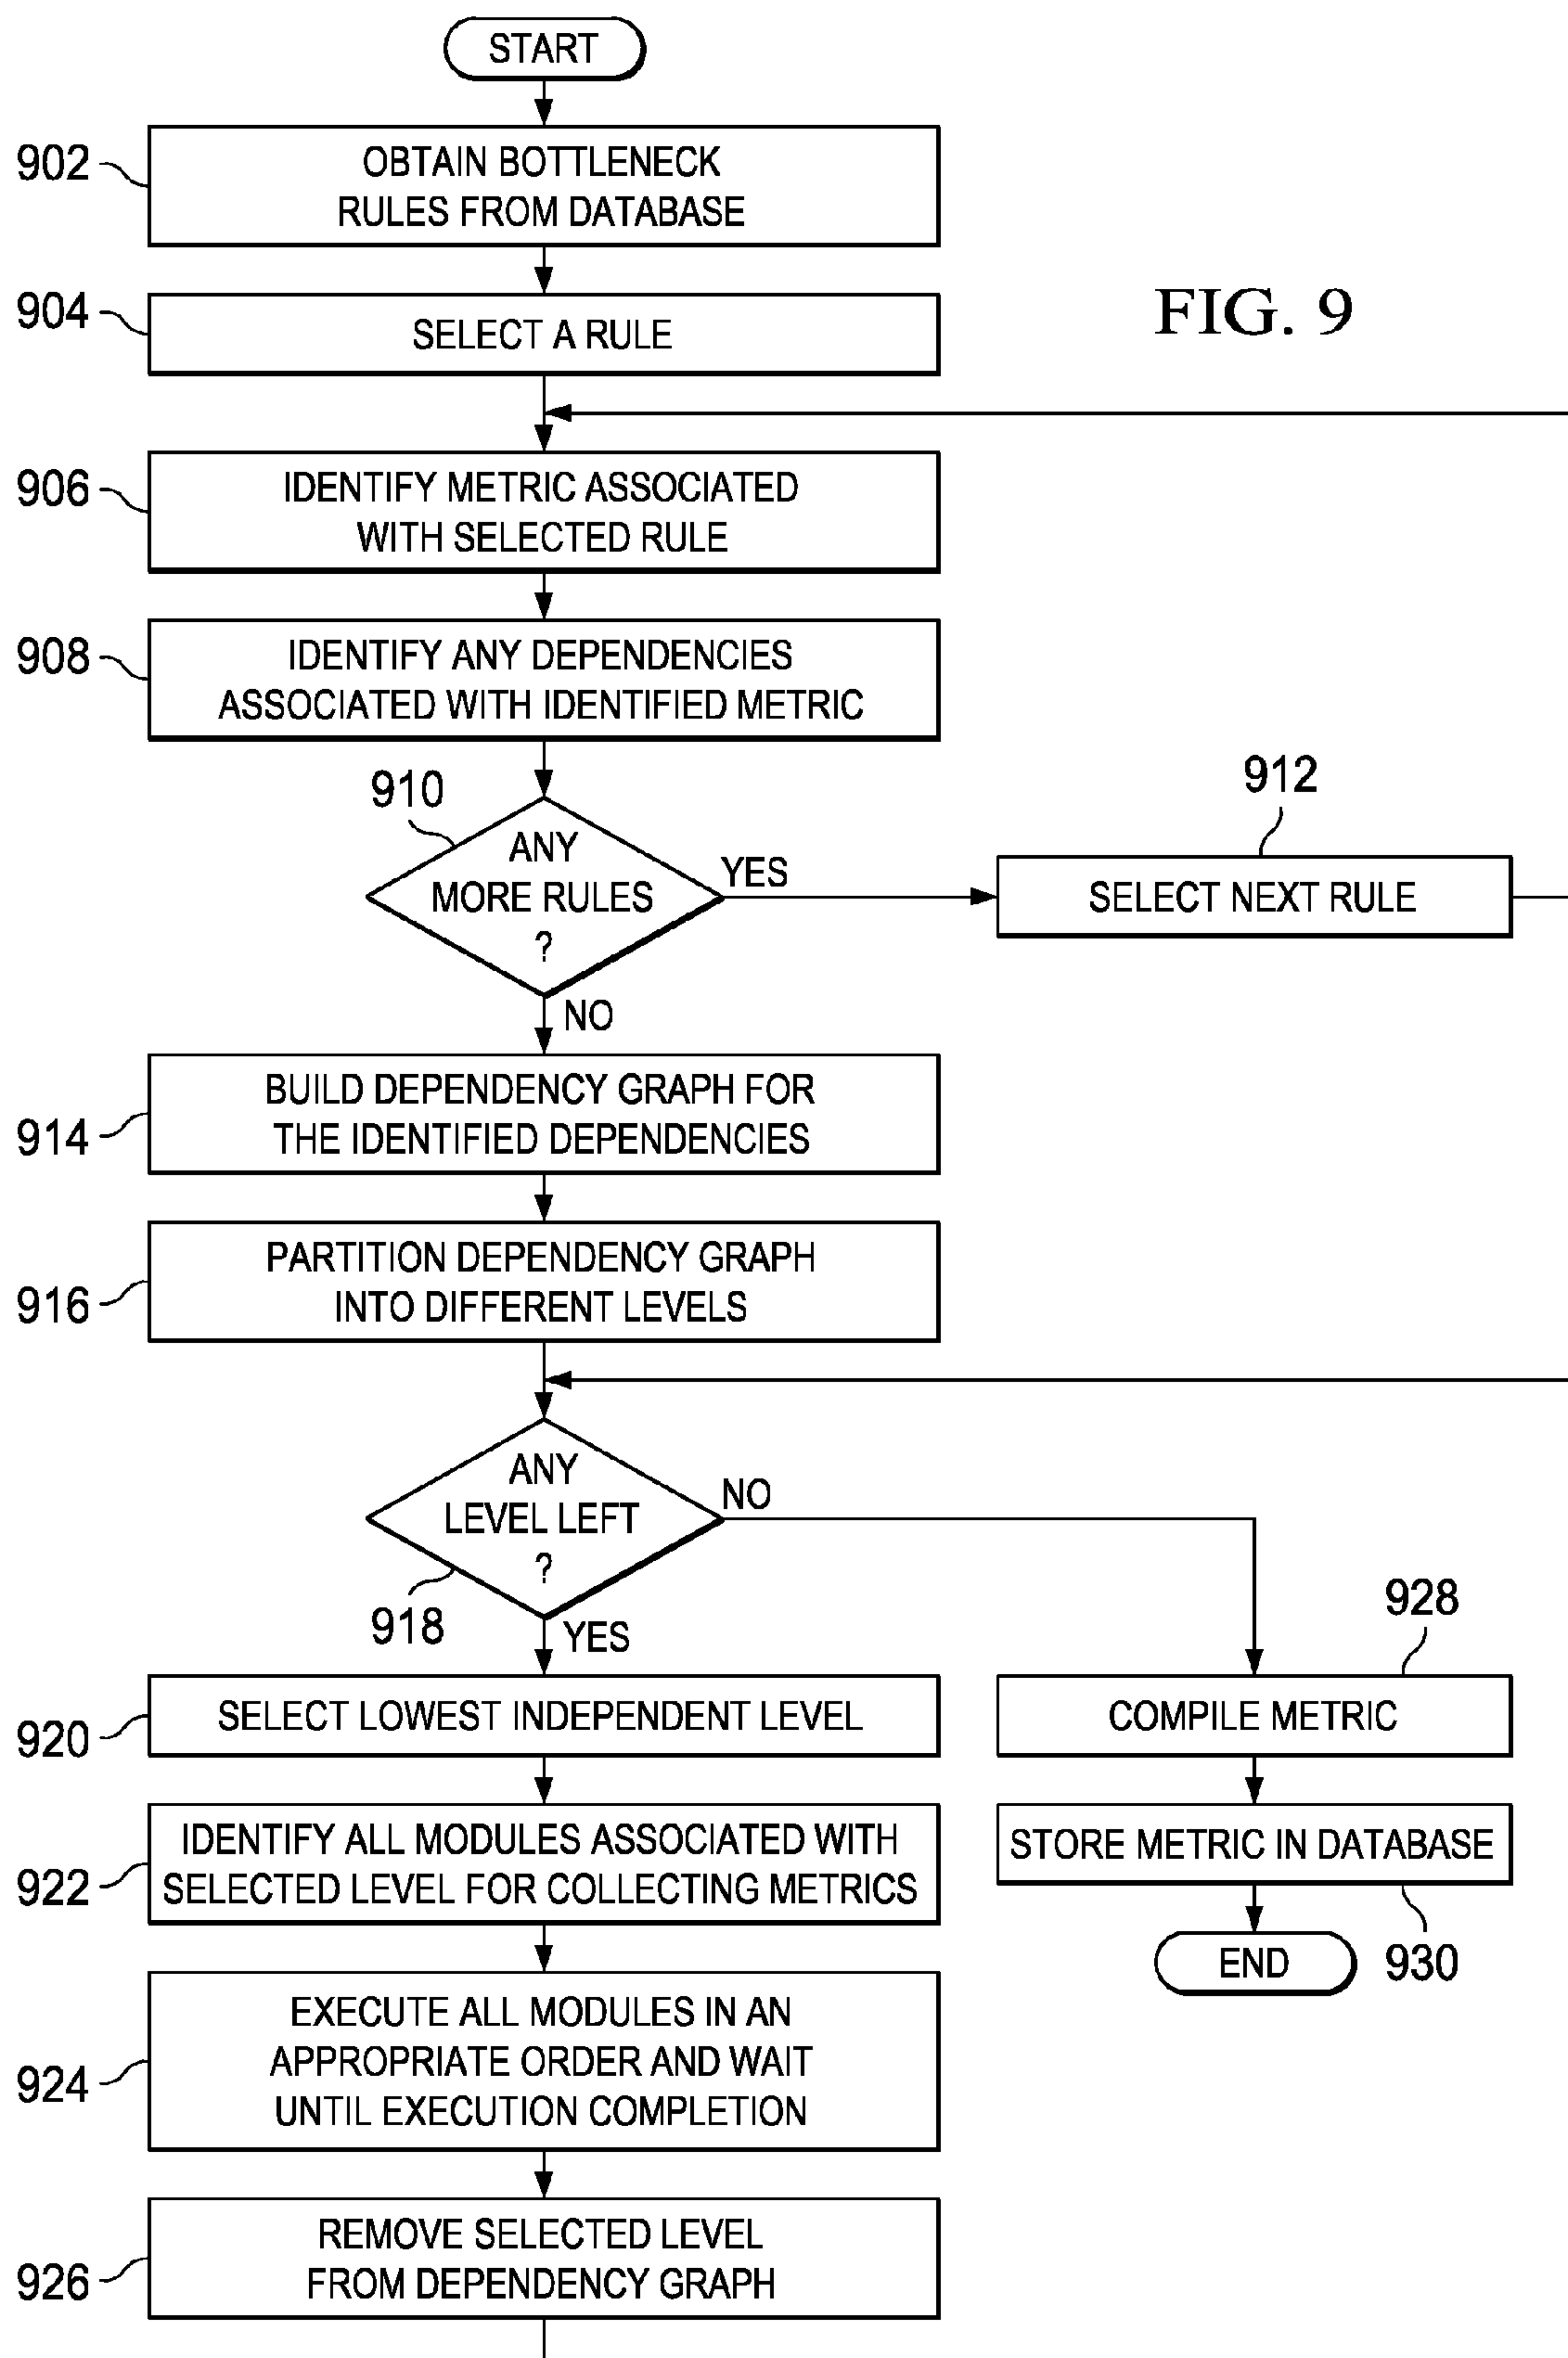 START
902
OBTAIN BOTTLENECK
RULES FROM DATABASE
904
SELECT A RULE
FIG. 9
906
IDENTIFY METRIC ASSOCIATED
WITH SELECTED RULE
908
IDENTIFY ANY DEPENDENCIES
ASSOCIATED WITH IDENTIFIED METRIC
910
ANY
MORE RULES
?
YES
912
SELECT NEXT RULE
NO
914
BUILD DEPENDENCY GRAPH FOR
THE IDENTIFIED DEPENDENCIES
916
PARTITION DEPENDENCY GRAPH
INTO DIFFERENT LEVELS
ANY
LEVEL LEFT
?
NO
918
YES
928
920
SELECT LOWEST INDEPENDENT LEVEL
COMPILE METRIC
922
IDENTIFY ALL MODULES ASSOCIATED WITH
SELECTED LEVEL FOR COLLECTING METRICS
STORE METRIC IN DATABASE
930
END
924
EXECUTE ALL MODULES IN AN
APPROPRIATE ORDER AND WAIT
UNTIL EXECUTION COMPLETION
926
REMOVE SELECTED LEVEL
FROM DEPENDENCY GRAPH